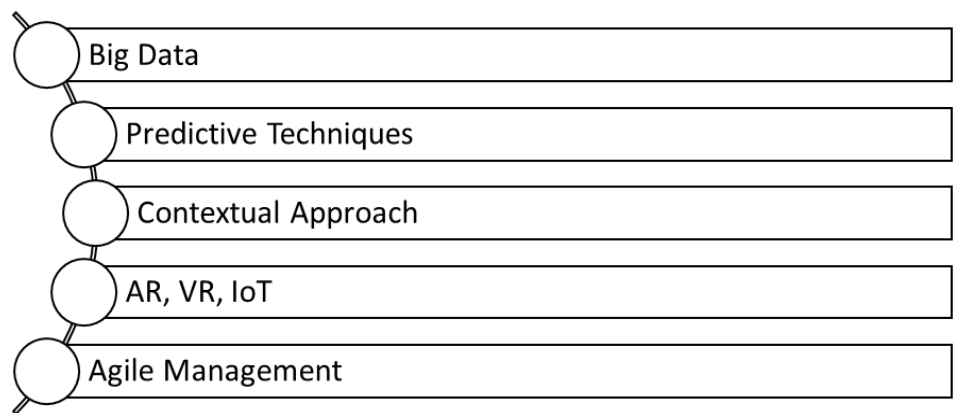 Big Data
Predictive Techniques
Contextual Approach
AR, VR, IoT
Agile Management